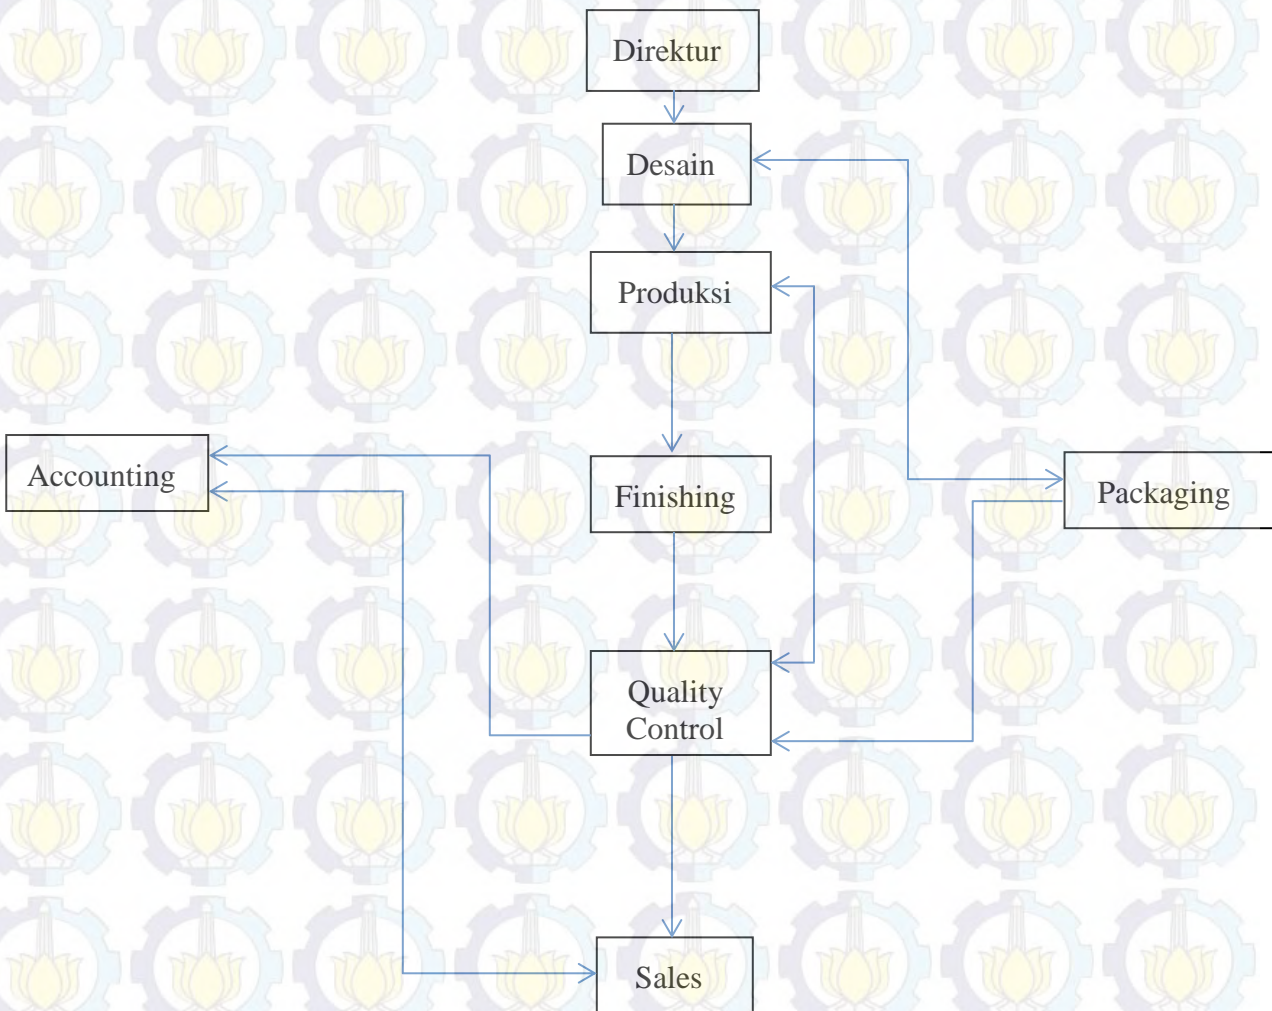 Direktur
Desain
Produksi
Accounting
Finishing
Packaging
Quality
Control
Sales